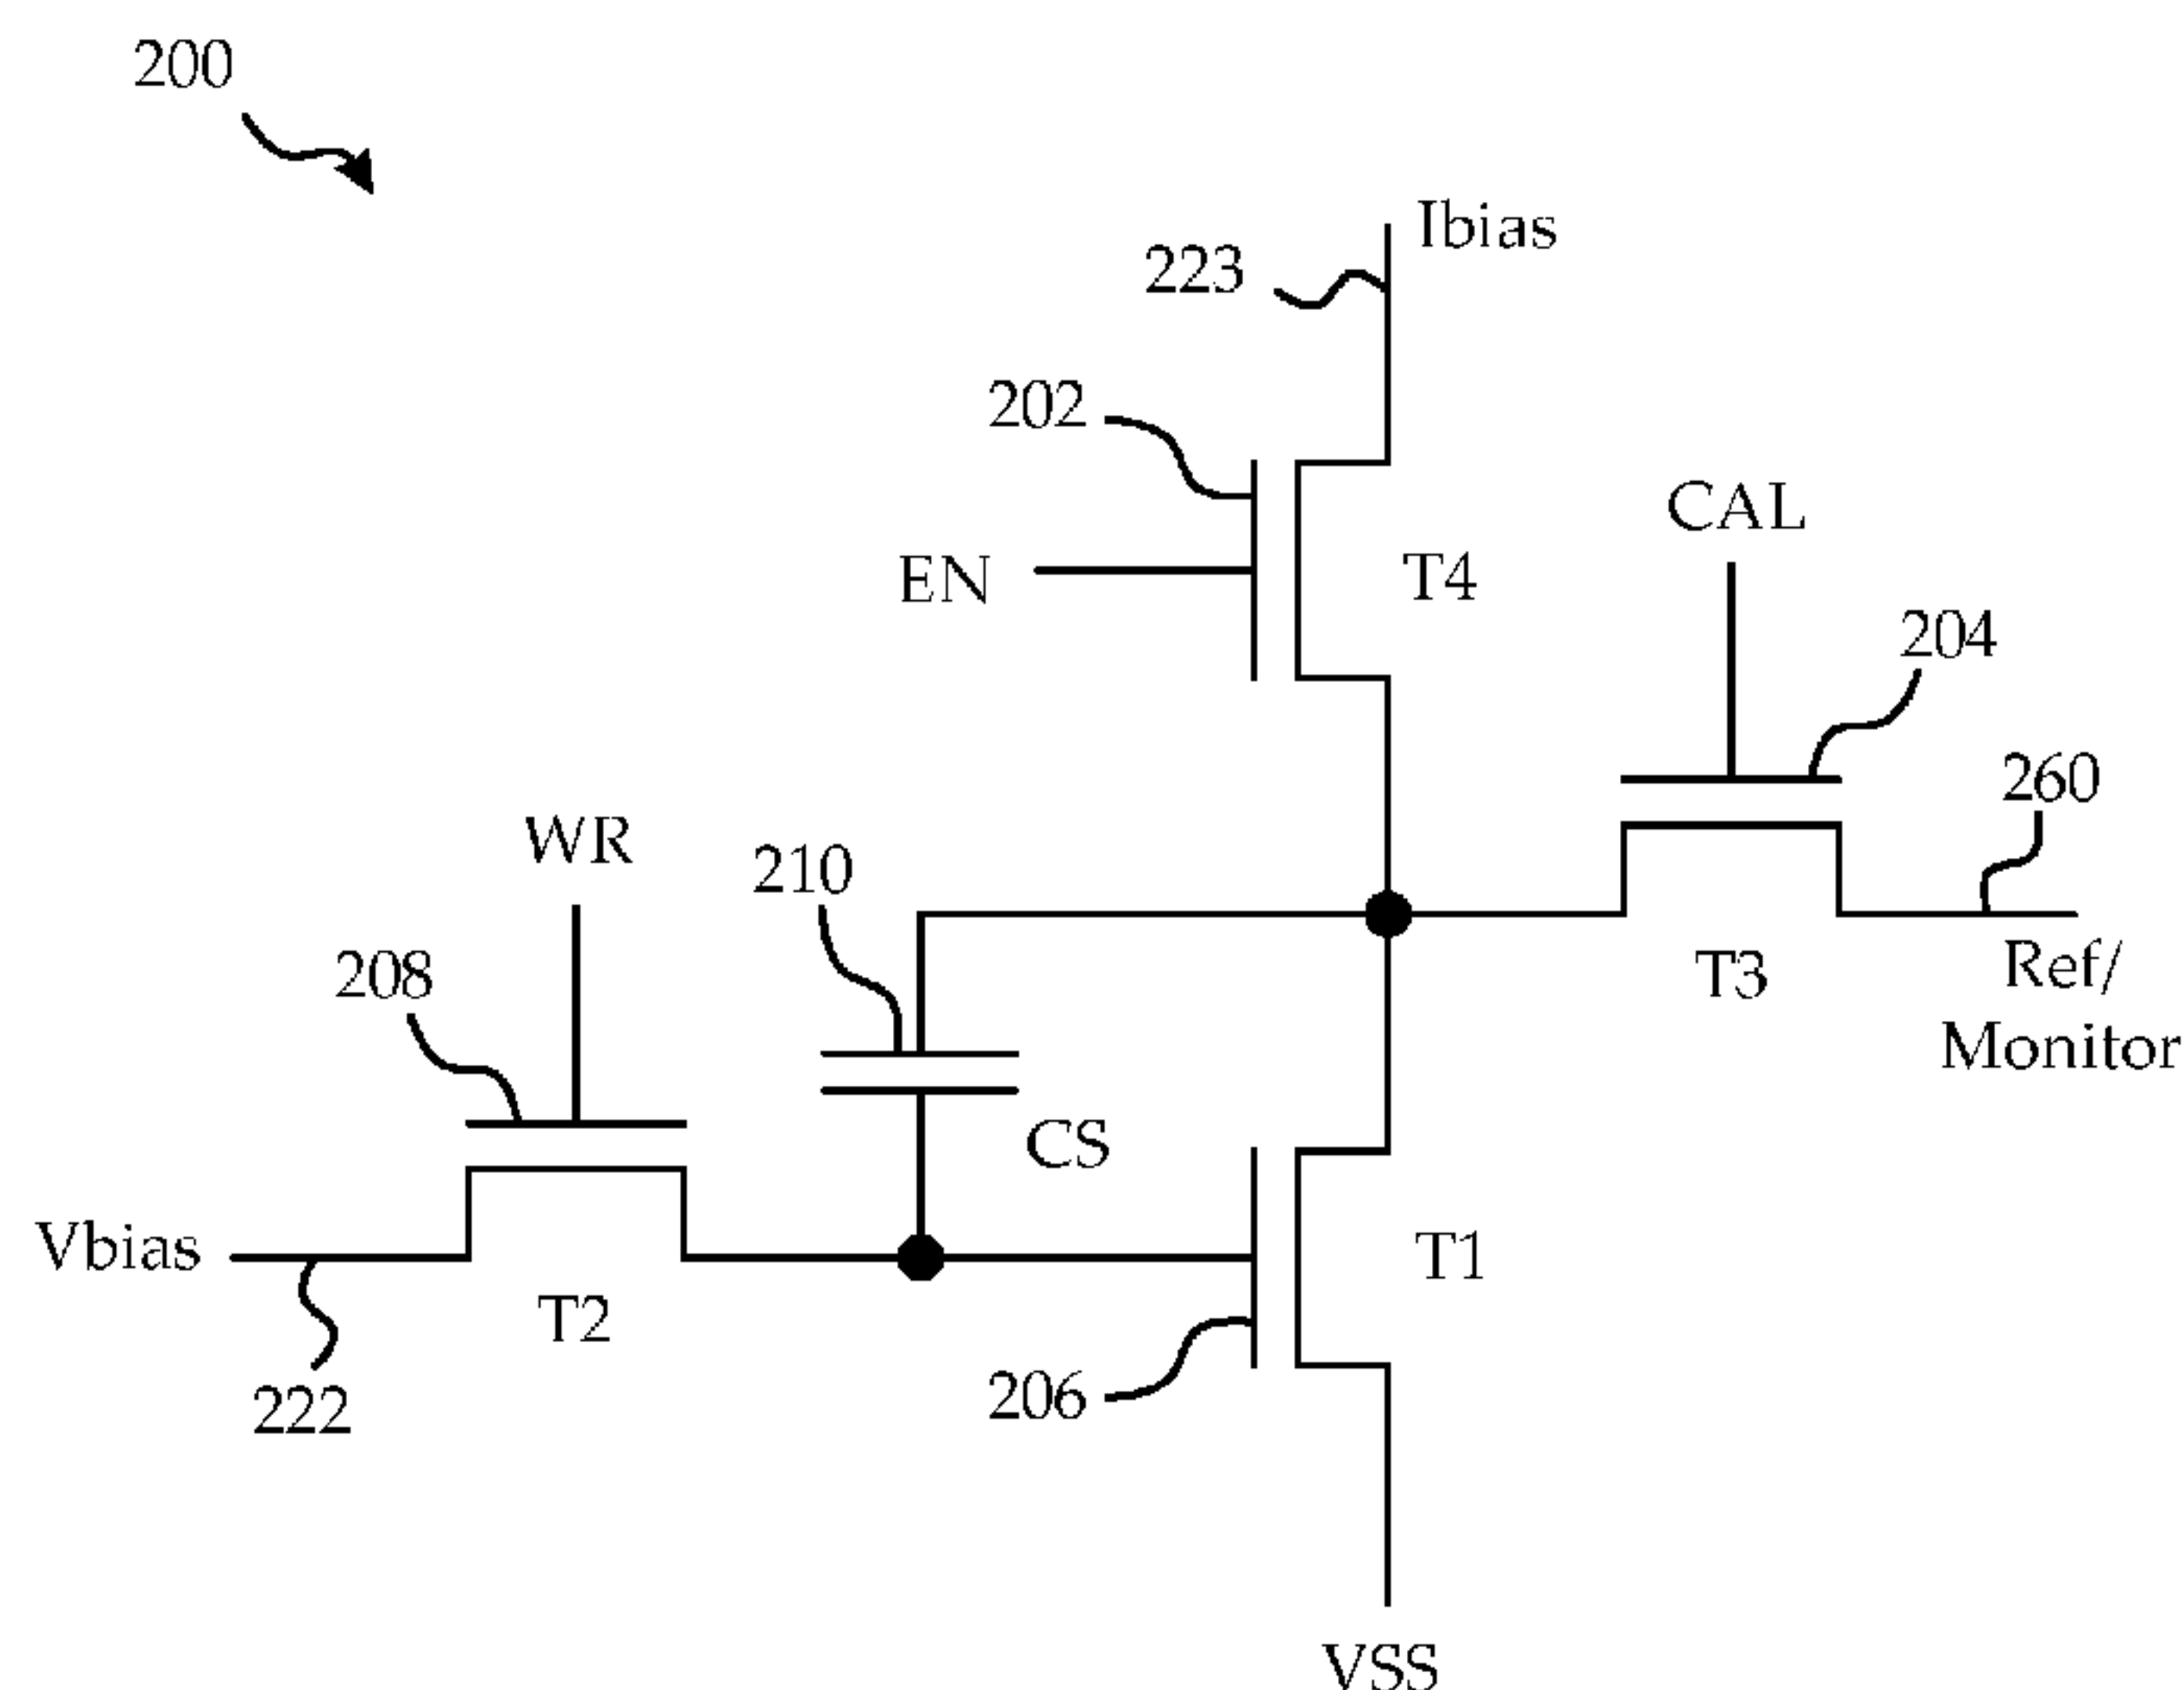 200
Ibias
223
202
CAL
EN
T4
204
260
WR
210
208
T3
Ref/
Monitor
CS
Vbias
T1
T2
222
206
VSS